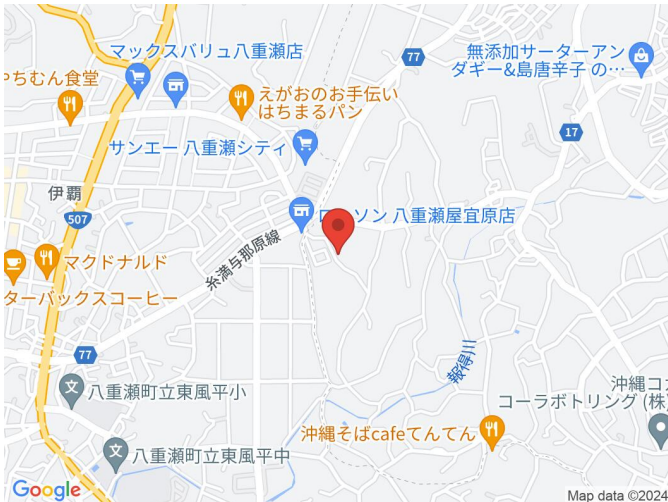 マックスバリュ八重瀬店
77
無添加サーターアン
ダギー&島唐辛子 の…
やちむん食堂
えがおのお手伝い
はちまるパン
17
サンエー 八重瀬シティ
伊覇
507
ローソン 八重瀬屋宜原店
糸満与那原線
マクドナルド
ターバックスコーヒー
77
報得川
八重瀬町立東風平小
沖縄コカ
コーラボトリング (株)
沖縄そばcafeてんてん
八重瀬町立東風平中
Google
Map data ©2024